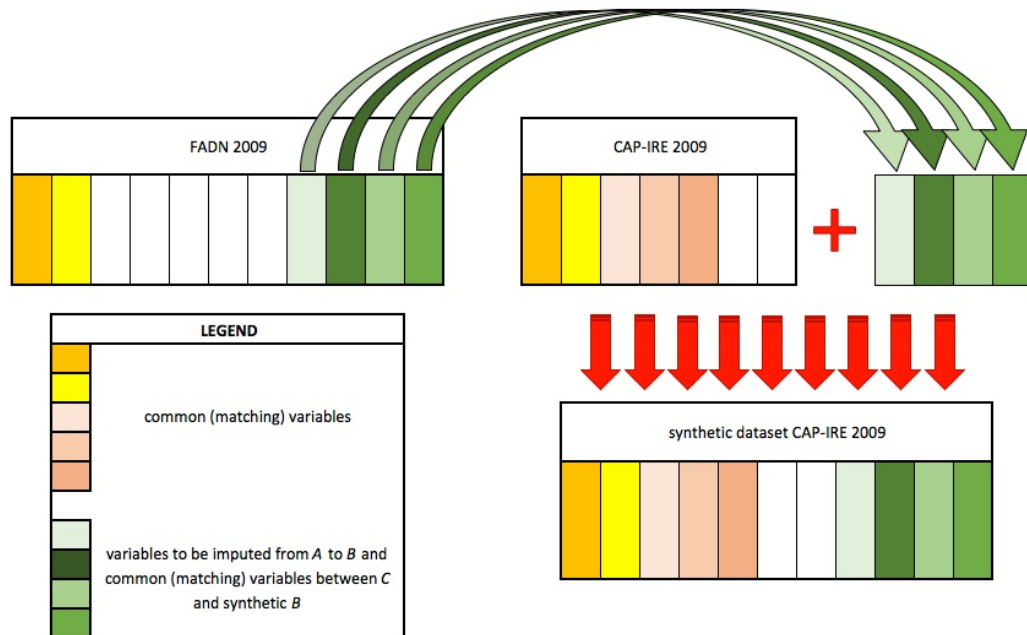 FADN 2009
CAP-IRE 2009
LEGEND
common (matching) variables
variables to be imputed from A to B and
common (matching) variables between C
and synthetic B
synthetic dataset CAP-IRE 2009